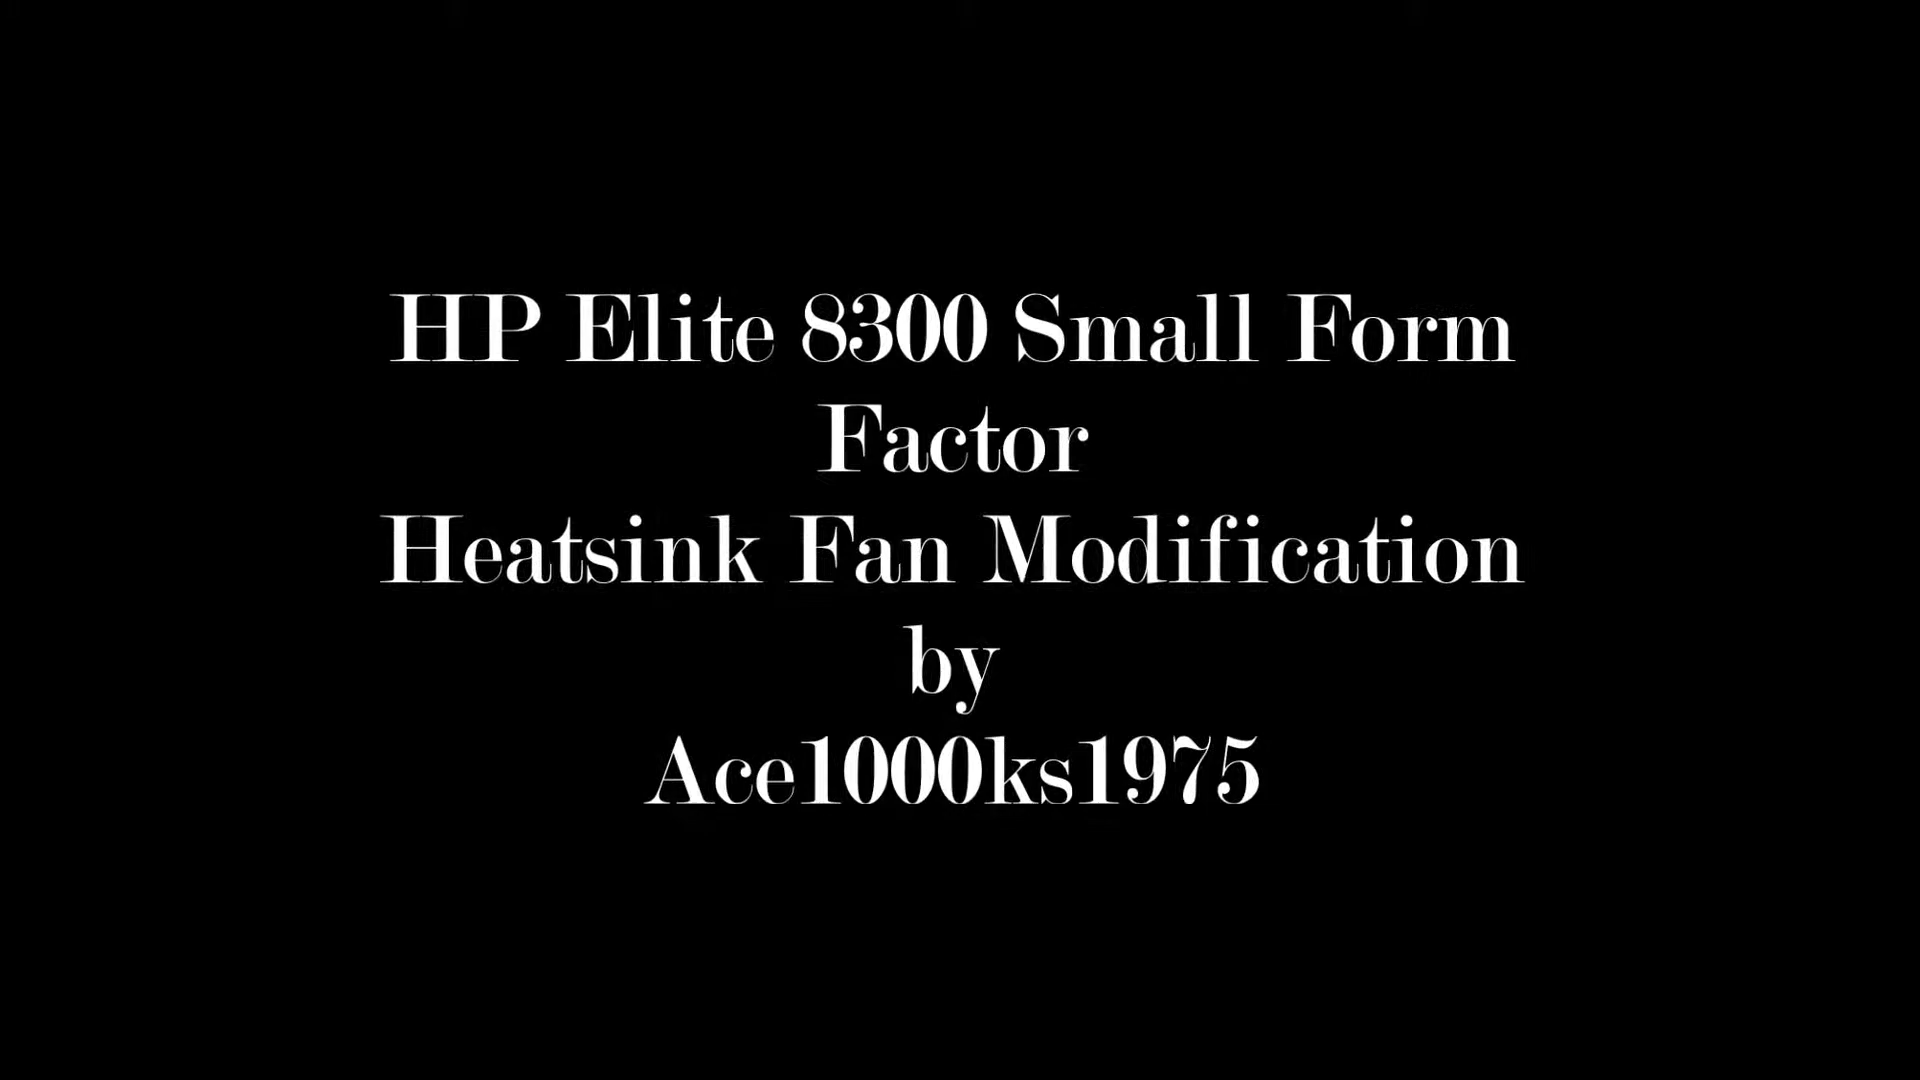 HP Elite 8300 Small Form
Factor
Heatsink Fan Modification
by
Ace1000ks1975